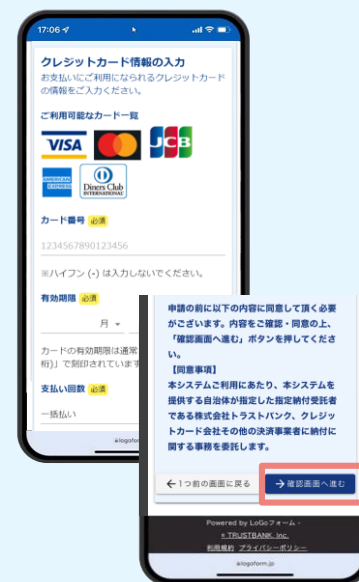 17:06
クレジットカード情報の入力
お支払いにご利用になられるクレジットカード
の情報をご入力ください。
ご利用可能なカード一覧
VISA
JCB
AMERICAN
EXPRESS
Diners Club
INTERNATIONAL
カード番号 必須
1234567890123456
※ハイフン (-) は入力しないでください。
有効期限 必須
月
カードの有効期限は通常
桁)」で刻印されています
支払い回数 必須
一括払い
申請の前に以下の内容に同意して頂く必要
がございます。内容をご確認・同意の上、
「確認画面へ進む」ボタンを押してくださ
い。
【同意事項】
本システムご利用にあたり、本システムを
提供する自治体が指定した指定納付受託者
である株式会社トラストバンク、クレジッ
トカード会社その他の決済事業者に納付に
関する事務を委託します。
←1つ前の画面に戻る
→確認画面へ進む
Powered by LoGoフォーム -
TRUSTBANK, Inc.
利用規約 プライバシーポリシー
logoform.jp